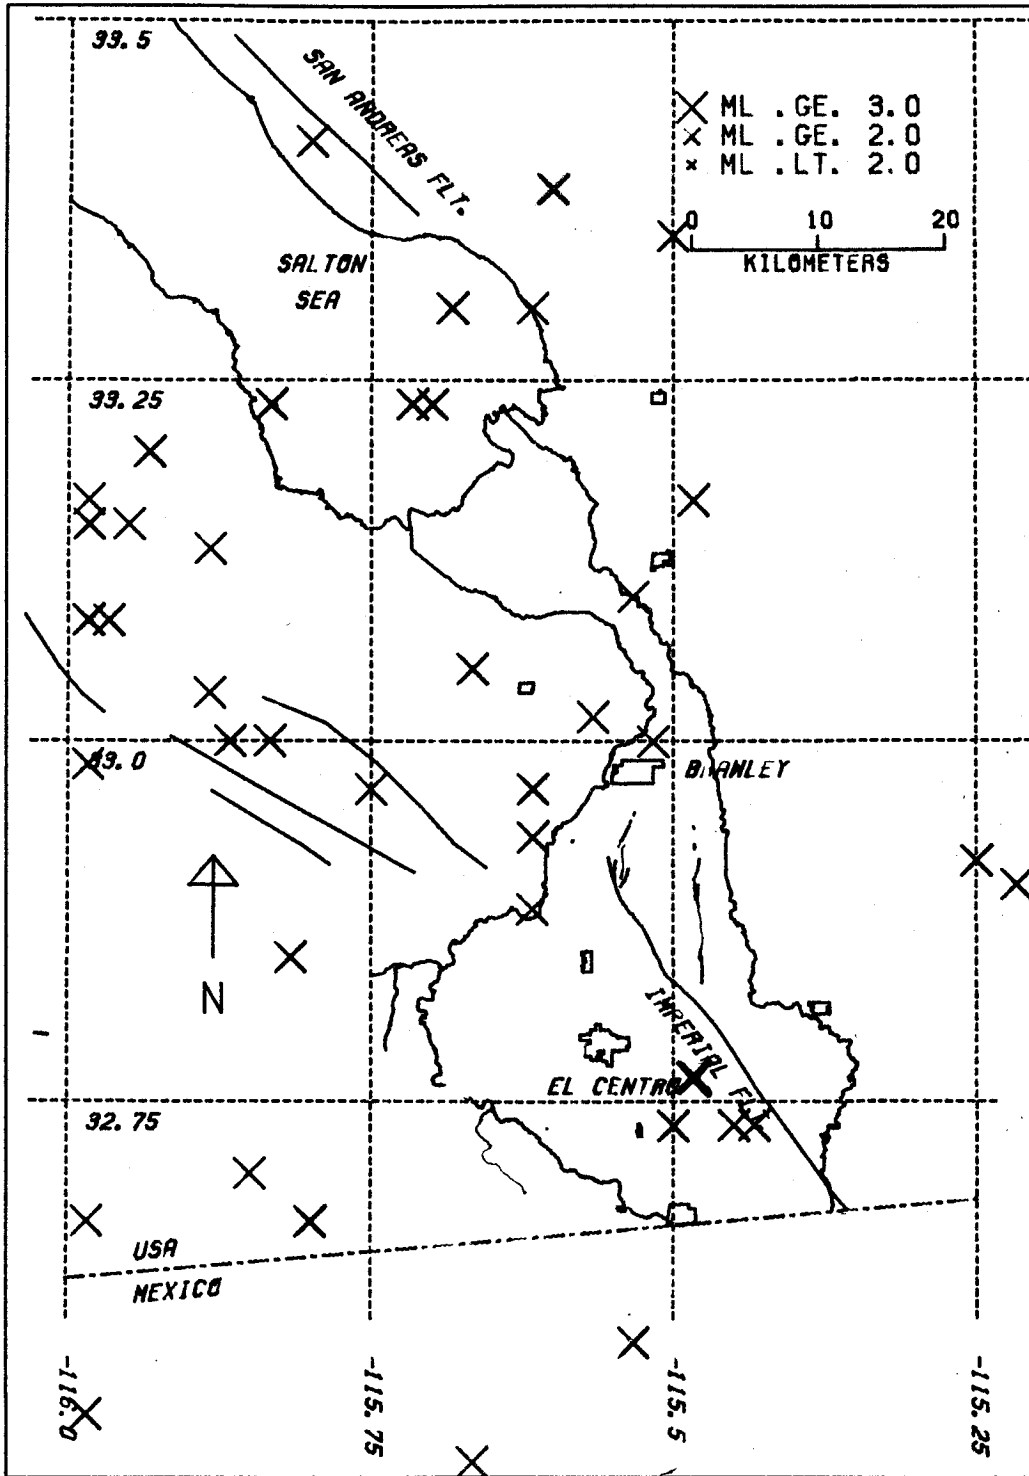 33.5
SAN ANDREAS FLT.
ML .GE. 3.0
ML .GE. 2.0
ML .LT. 2.0
0 10 20
KILOMETERS
SALTON
SEA
33.25
33.0
BRAWLEY
N
IMPERIAL FLT.
EL CENTRO
32.75
USA
MEXICO
-116.0
-115.75
-115.5
-115.25